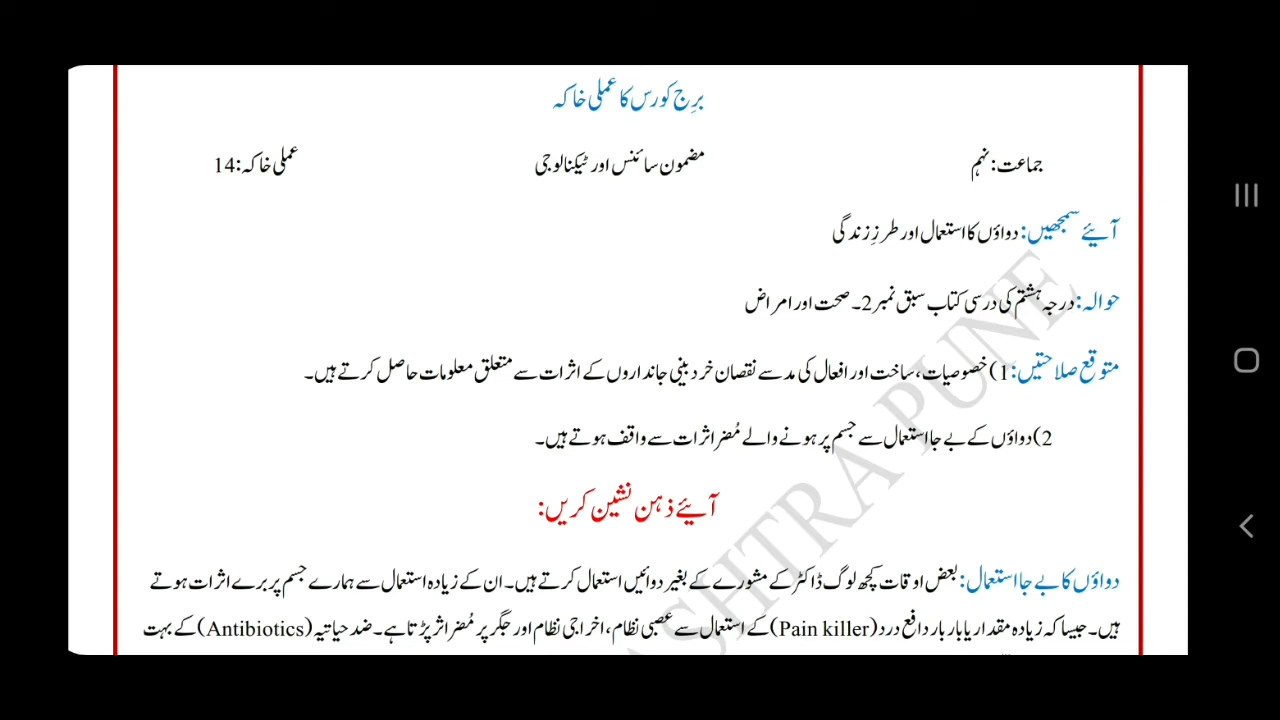 برِج کورس کا عملی خاکہ
جماعت: نہم مضمون سائنس اور ٹیکنالوجی عملی خاکہ:14
آیئے سمجھیں: دواؤں کا استعمال اور طرزِ زندگی
حوالہ: درجہ ہشتم کی درسی کتاب سبق نمبر 2۔ صحت اور امراض
متوقع صلاحتیں: 1) خصوصیات، ساخت اور افعال کی مدد سے نقصان خردبینی جانداروں کے اثرات سے متعلق معلومات حاصل کرتے ہیں۔
2) دواؤں کے بے جا استعمال سے جسم پر ہونے والے مُضر اثرات سے واقف ہوتے ہیں۔
آیئے ذہن نشین کریں:
دواؤں کا بے جا استعمال: بعض اوقات کچھ لوگ ڈاکٹر کے مشورے کے بغیر دوائیں استعمال کرتے ہیں۔ ان کے زیادہ استعمال سے ہمارے جسم پر برے اثرات ہوتے
ہیں۔ جیسا کہ زیادہ مقدار یا بار بار دافع درد (Pain killer) کے استعمال سے عصبی نظام، اخراجی نظام اور جگر پر مُضر اثر پڑتا ہے۔ ضد حیاتیہ (Antibiotics) کے بہت
ASHTRA PUNE